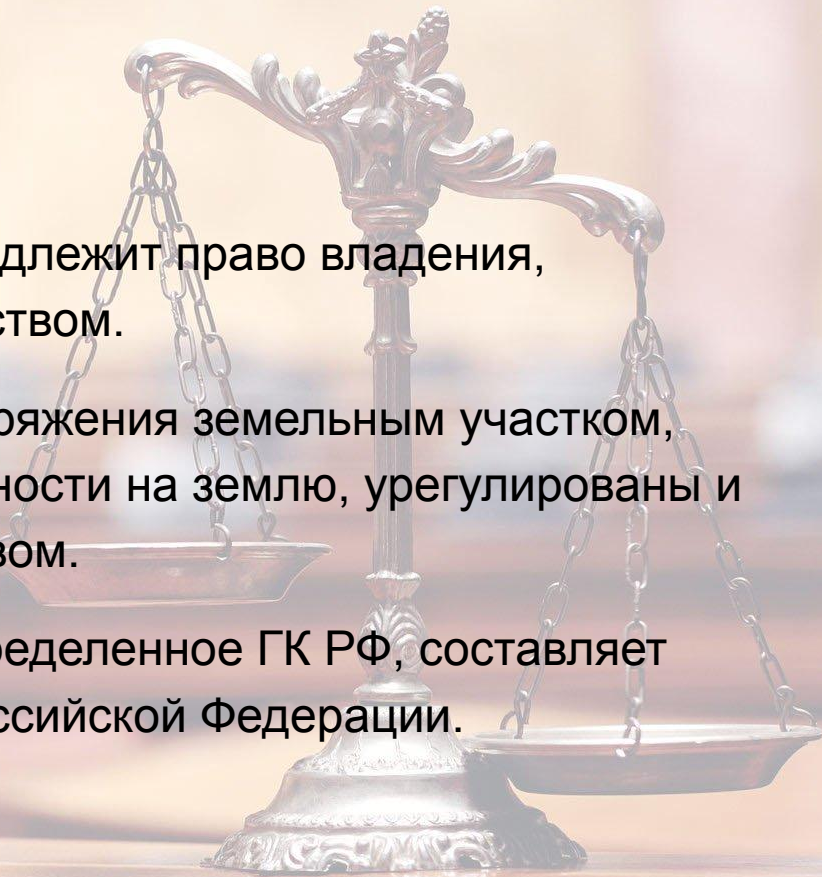 длежит право владения,
ством.
ряжения земельным участком,
ности на землю, урегулированы и
вом.
ределенное ГК РФ, составляет
ссийской Федерации.